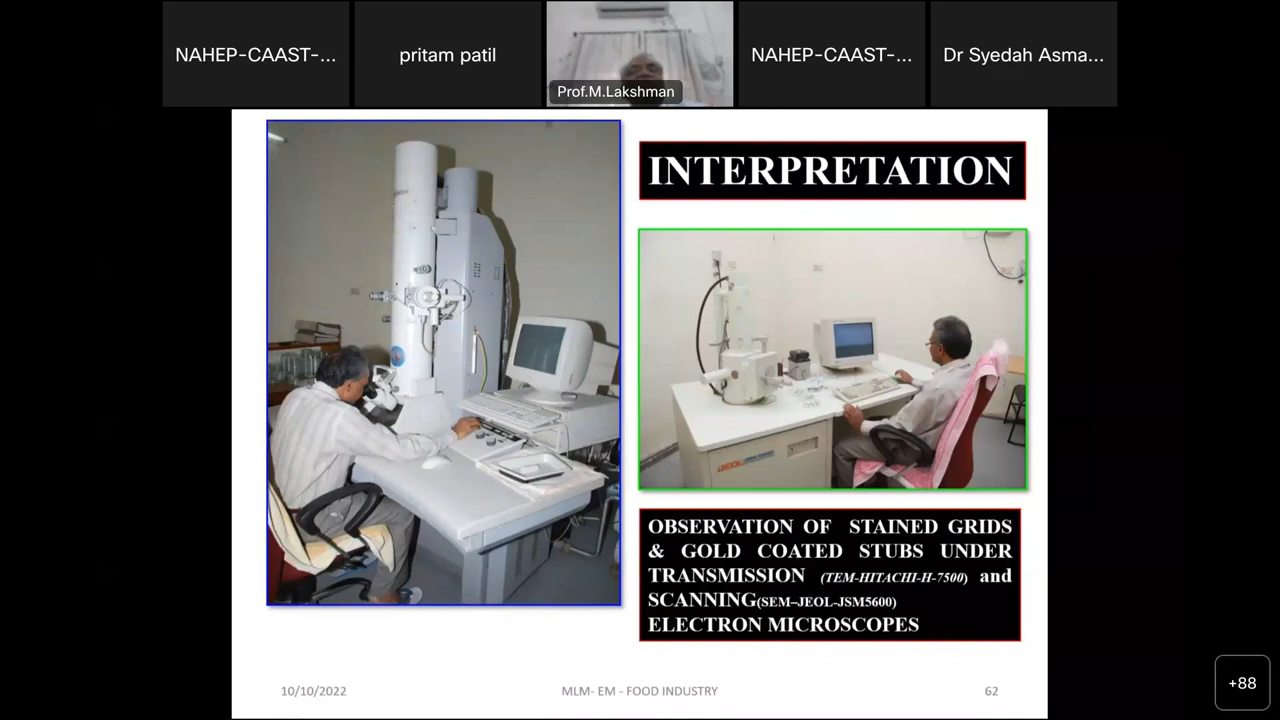 NAHEP-CAAST-...
pritam patil
Prof.M.Lakshman
NAHEP-CAAST-...
Dr Syedah Asma...
INTERPRETATION
JEOL
OBSERVATION OF STAINED GRIDS
& GOLD COATED STUBS UNDER
TRANSMISSION (TEM-HITACHI-H-7500) and
SCANNING(SEM–JEOL-JSM5600)
ELECTRON MICROSCOPES
10/10/2022
MLM- EM - FOOD INDUSTRY
62
+88